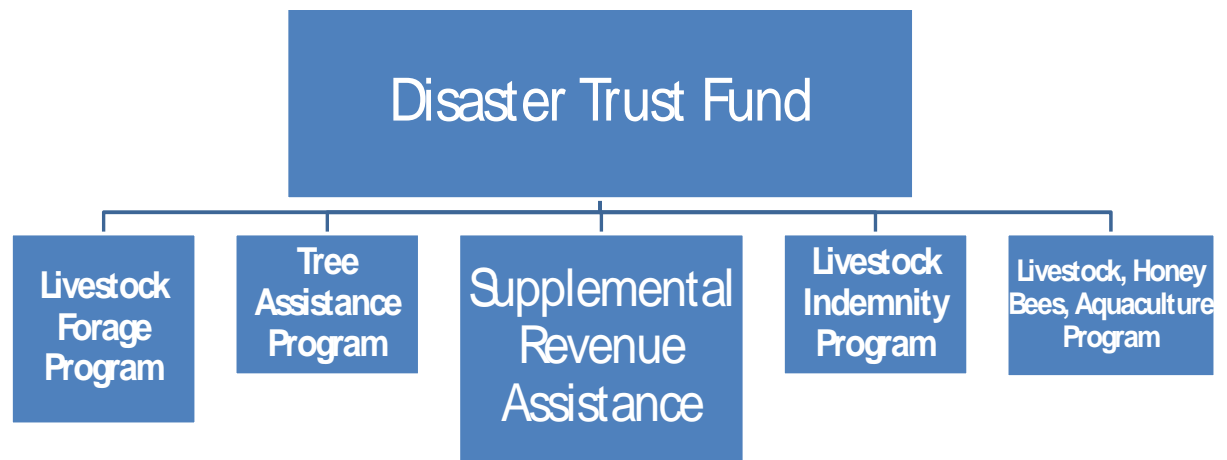 Disaster Trust Fund
Livestock
Forage
Program
Tree
Assistance
Program
Supplemental
Revenue
Assistance
Livestock
Indemnity
Program
Livestock, Honey
Bees, Aquaculture
Program